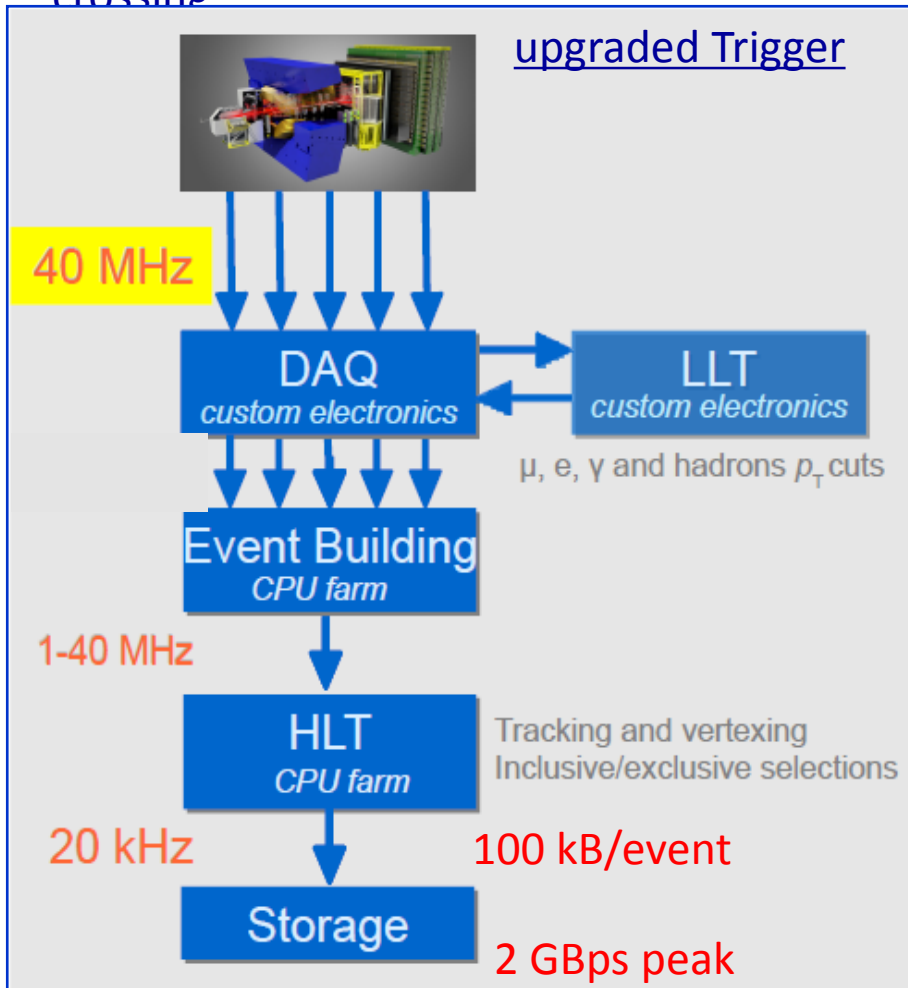 crossing
upgraded Trigger
40 MHz
DAQ
custom electronics
LLT
custom electronics
μ, e, γ and hadrons pT cuts
Event Building
CPU farm
1-40 MHz
HLT
CPU farm
Tracking and vertexing
Inclusive/exclusive selections
20 kHz
100 kB/event
Storage
2 GBps peak